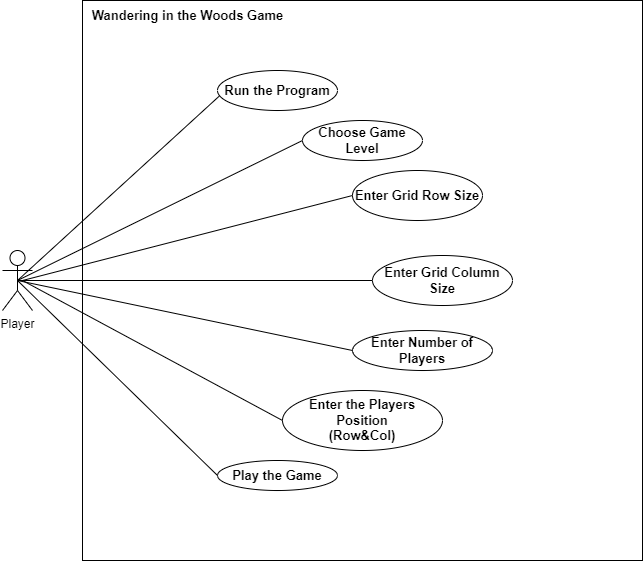 Wandering in the Woods Game
Run the Program
Choose Game
Level
Enter Grid Row Size
Enter Grid Column
Size
Player
Enter Number of
Players
Enter the Players
Position
(Row&Col)
Play the Game